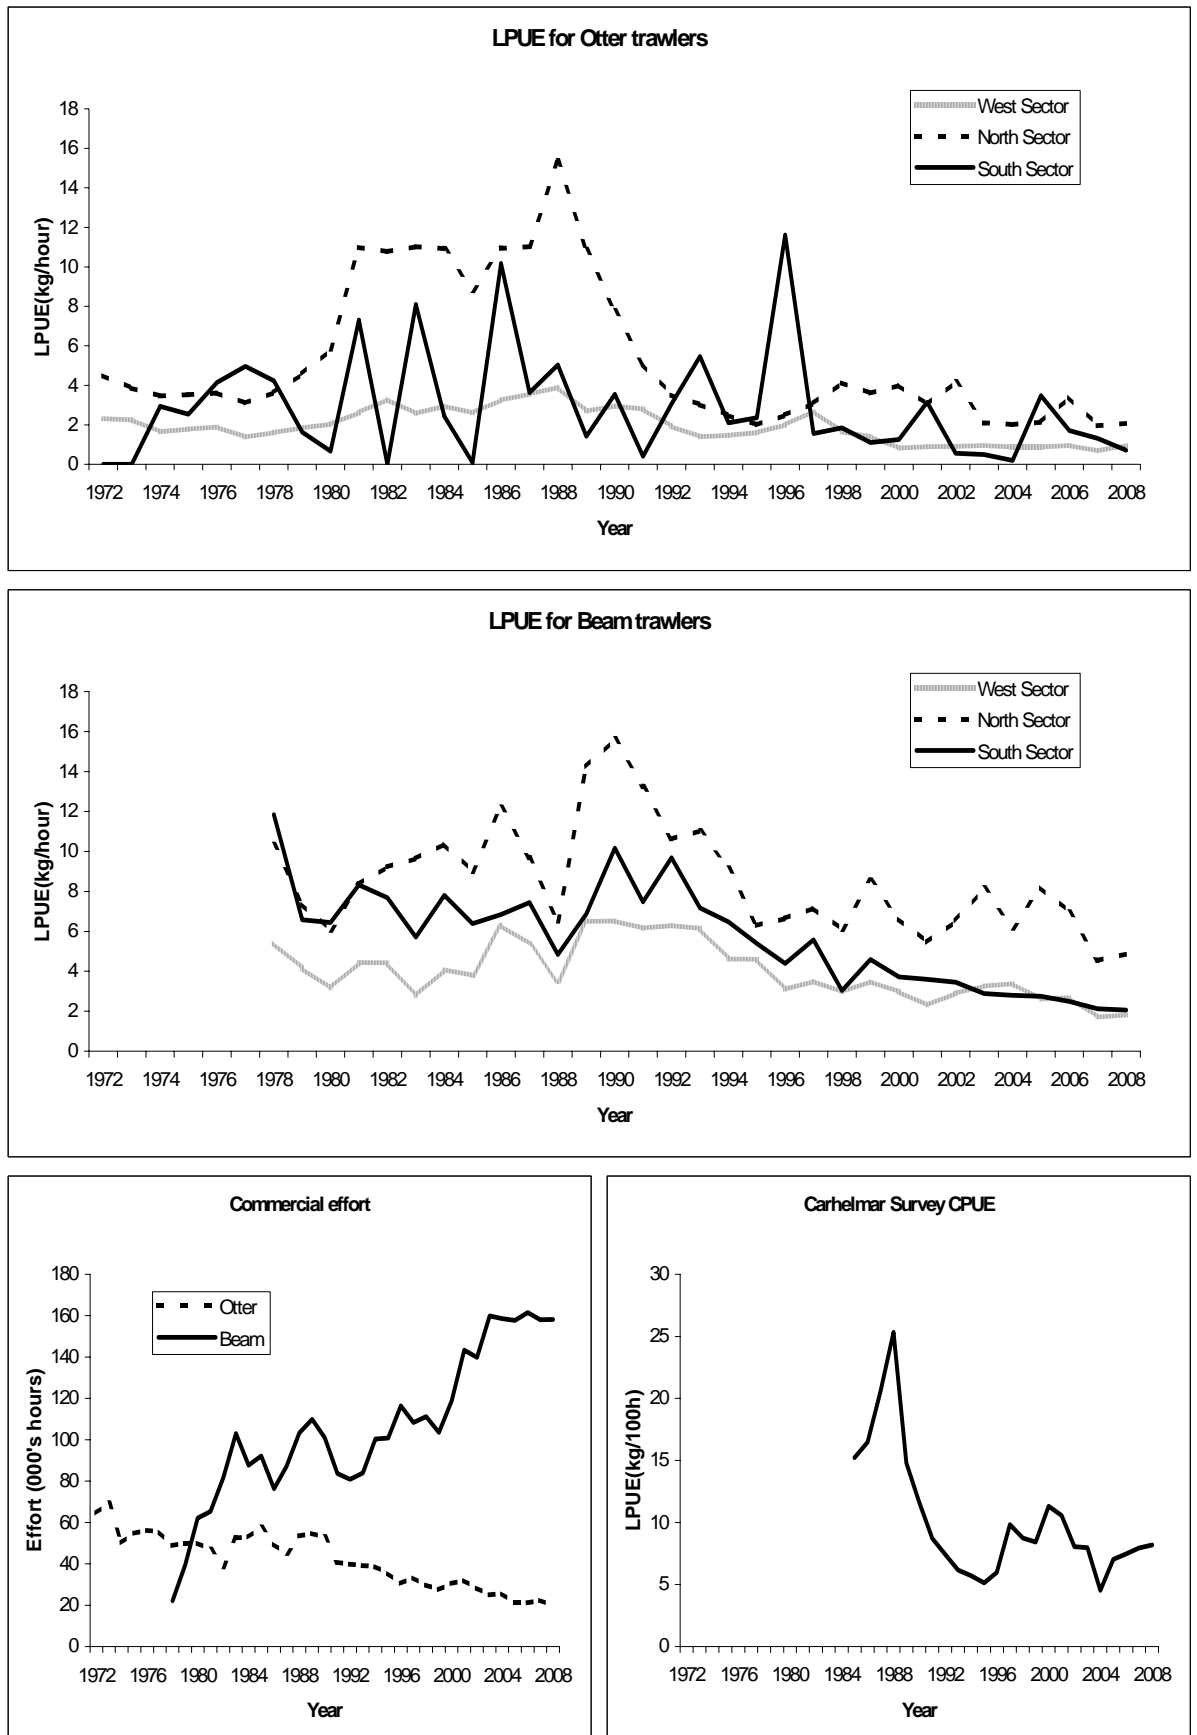 LPUE for Otter trawlers
West Sector
North Sector
South Sector
LPUE(kg/hour)
18
16
14
12
10
8
6
4
2
0
1972 1974 1976 1978 1980 1982 1984 1986 1988 1990 1992 1994 1996 1998 2000 2002 2004 2006 2008
Year
LPUE for Beam trawlers
West Sector
North Sector
South Sector
LPUE(kg/hour)
18
16
14
12
10
8
6
4
2
0
1972 1974 1976 1978 1980 1982 1984 1986 1988 1990 1992 1994 1996 1998 2000 2002 2004 2006 2008
Year
Commercial effort
Otter
Beam
Effort (000's hours)
180
160
140
120
100
80
60
40
20
0
1972 1976 1980 1984 1988 1992 1996 2000 2004 2008
Year
Carhelmar Survey CPUE
LPUE(kg/100h)
30
25
20
15
10
5
0
1972 1976 1980 1984 1988 1992 1996 2000 2004 2008
Year